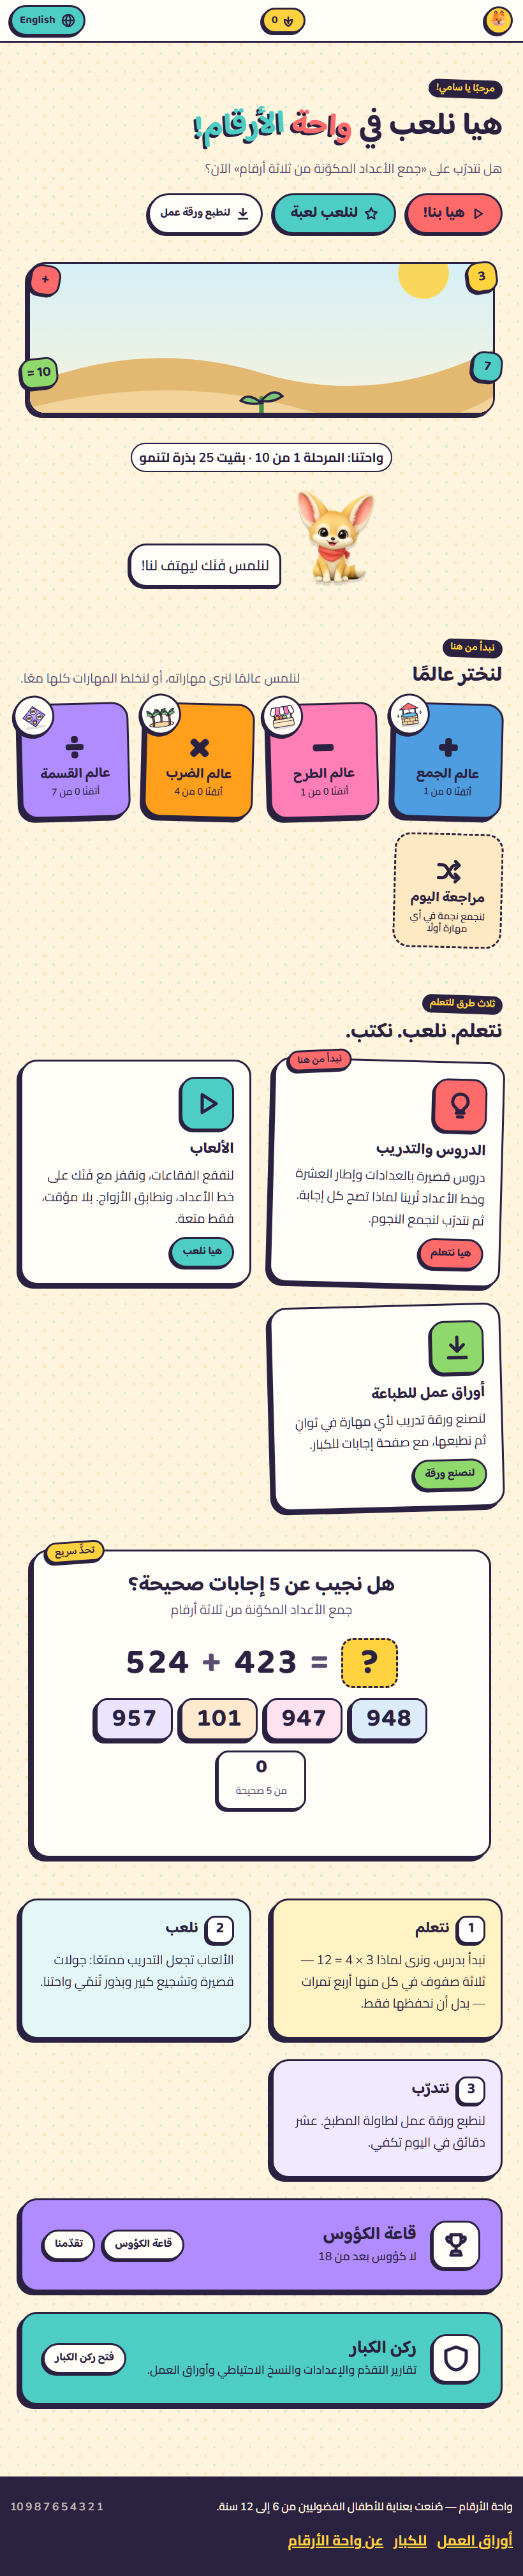 English
0
مرحبًا يا سامي!
هيا نلعب في واحة الأرقام!
هل نتدرّب على «جمع الأعداد المكوّنة من ثلاثة أرقام» الآن؟
هيا بنا!
لنلعب لعبة
لنطبع ورقة عمل
3
+
7
= 10
واحتنا: المرحلة 1 من 10 · بقيت 25 بذرة لتنمو
لنلمس فَنَك ليهتف لنا!
نبدأ من هنا
لنختر عالمًا
لنلمس عالمًا لنرى مهاراته، أو لنخلط المهارات كلها معًا.
عالم الجمع
أتقنّا 0 من 1
عالم الطرح
أتقنّا 0 من 1
عالم الضرب
أتقنّا 0 من 4
عالم القسمة
أتقنّا 0 من 7
مراجعة اليوم
لنجمع نجمة في أي
مهارة أولًا
ثلاث طرق للتعلم
نتعلم. نلعب. نكتب.
نبدأ من هنا
الدروس والتدريب
دروس قصيرة بالعدادات وإطار العشرة
وخط الأعداد تُرينا لماذا تصح كل إجابة.
ثم نتدرّب لنجمع النجوم.
هيا نتعلم
الألعاب
لنفقع الفقاعات، ونقفز مع فَنَك على
خط الأعداد، ونطابق الأزواج. بلا مؤقت،
فقط متعة.
هيا نلعب
أوراق عمل للطباعة
لنصنع ورقة تدريب لأي مهارة في ثوانٍ
ثم نطبعها، مع صفحة إجابات للكبار.
لنصنع ورقة
تحدٍّ سريع
هل نجيب عن 5 إجابات صحيحة؟
جمع الأعداد المكوّنة من ثلاثة أرقام
524 + 423 = ?
957
101
947
948
0
من 5 صحيحة
1 نتعلم
نبدأ بدرس، ونرى لماذا 3 × 4 = 12 —
ثلاثة صفوف في كل منها أربع تمرات
— بدل أن نحفظها فقط.
2 نلعب
الألعاب تجعل التدريب ممتعًا: جولات
قصيرة وتشجيع كبير وبذور تُنمّي واحتنا.
3 نتدرّب
لنطبع ورقة عمل لطاولة المطبخ. عشر
دقائق في اليوم تكفي.
قاعة الكؤوس
لا كؤوس بعد من 18
قاعة الكؤوس
تقدّمنا
ركن الكبار
تقارير التقدّم والإعدادات والنسخ الاحتياطي وأوراق العمل.
فتح ركن الكبار
واحة الأرقام — صُنعت بعناية للأطفال الفضوليين من 6 إلى 12 سنة.
10 9 8 7 6 5 4 3 2 1
أوراق العمل
للكبار
عن واحة الأرقام